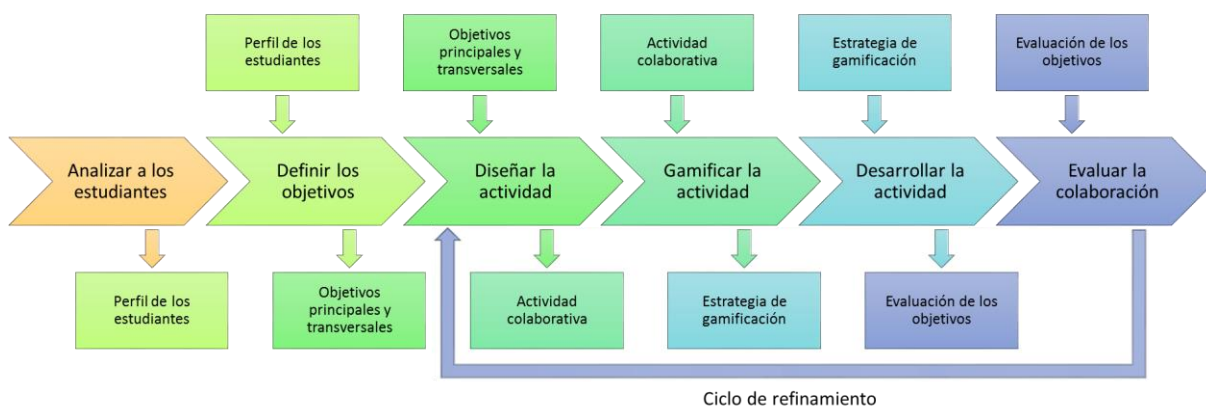 Perfil de los
estudiantes
Objetivos
principales y
transversales
Actividad
colaborativa
Estrategia de
gamificación
Evaluación de los
objetivos
Analizar a los
estudiantes
Definir los
objetivos
Diseñar la
actividad
Gamificar la
actividad
Desarrollar la
actividad
Evaluar la
colaboración
Perfil de los
estudiantes
Objetivos
principales y
transversales
Actividad
colaborativa
Estrategia de
gamificación
Evaluación de los
objetivos
Ciclo de refinamiento